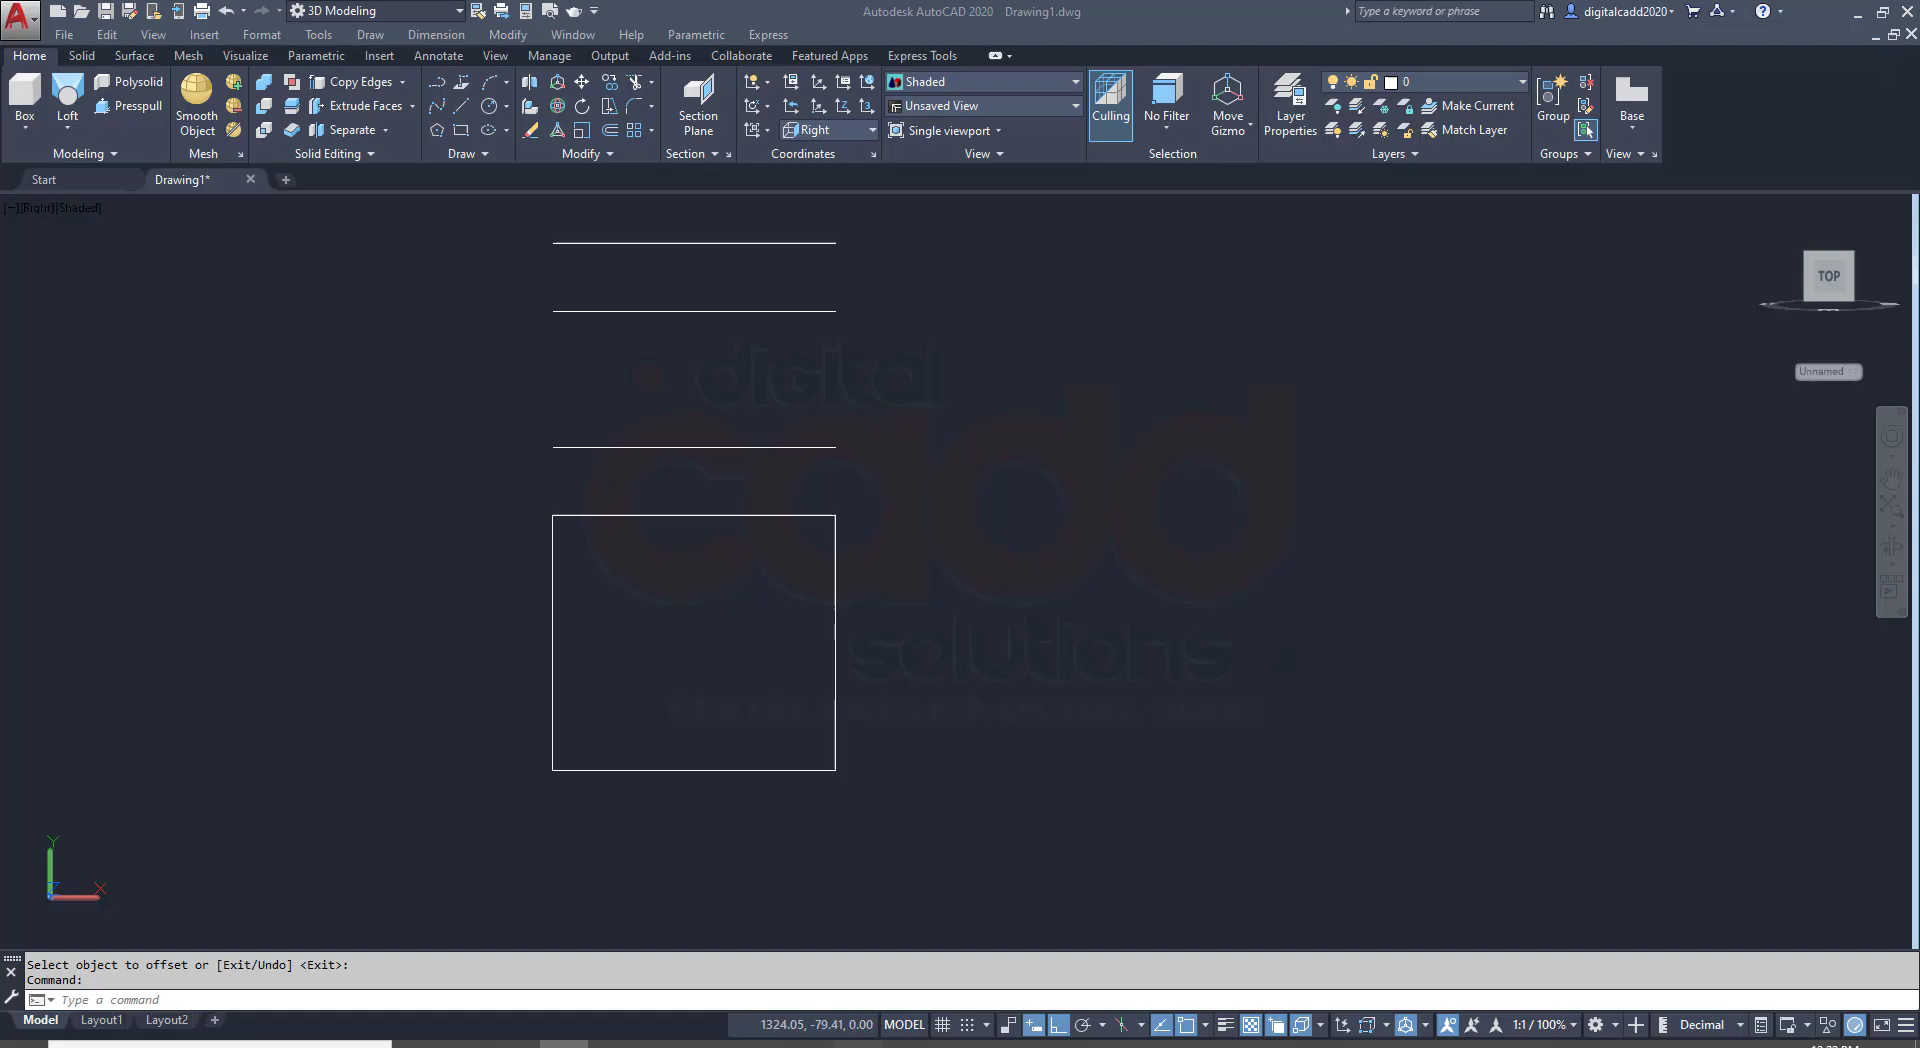 3D Modeling Autodesk AutoCAD 2020 Drawing1.dwg Type a keyword or phrase digitalcadd2020
File Edit View Insert Format Tools Draw Dimension Modify Window Help Parametric Express
Home Solid Surface Mesh Visualize Parametric Insert Annotate View Manage Output Add-ins Collaborate Featured Apps Express Tools
Polysolid Copy Edges Shaded 0
Presspull Extrude Faces Unsaved View Make Current
Box Loft Smooth Object Section Plane Culling No Filter Move Gizmo Layer Properties Group Base
Separate Right Single viewport Match Layer
Modeling Mesh Solid Editing Draw Modify Section Coordinates View Selection Layers Groups View
Start Drawing1*
[−][Right][Shaded]
TOP
Unnamed
digital
cadd
solutions
Y
Z X
Select object to offset or [Exit/Undo] <Exit>:
Command:
Type a command
Model Layout1 Layout2
1324.05, -79.41, 0.00 MODEL 1:1 / 100% Decimal